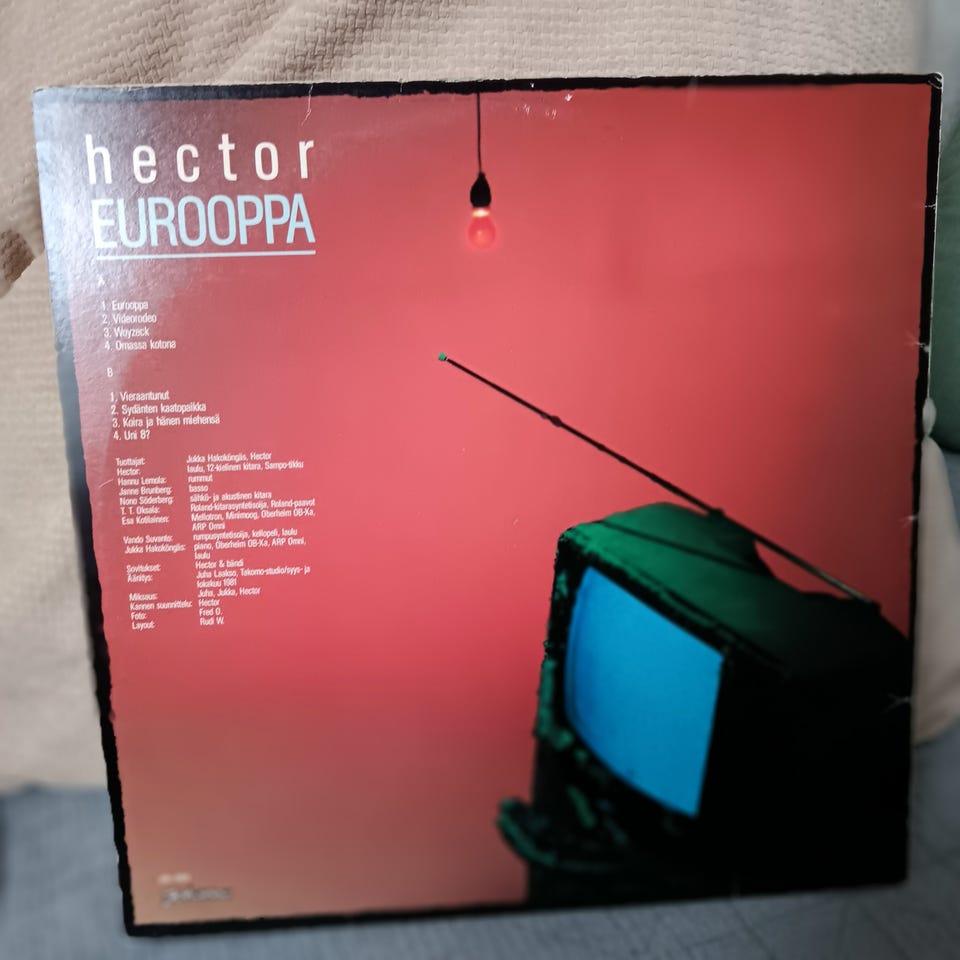 hector
EUROOPPA
A
1. Eurooppa
2. Videorodeo
3. Woyzeck
4. Omassa kotona
B
1. Vieraantunut
2. Sydänten kaatopaikka
3. Koira ja hänen miehensä
4. Uni 8?
Tuottajat: Jukka Hakoköngäs, Hector
Hector: laulu, 12-kielinen kitara, Sampo-tikku
Hannu Lemola: rummut
Janne Brunberg: basso
Nono Söderberg: sähkö- ja akustinen kitara
T. T. Oksala: Roland-kitarasyntetisoija, Roland-paavot
Esa Kotilainen: Mellotron, Minimoog, Oberheim OB-Xa,
ARP Omni
Vando Suvanto: rumpusyntetisoija, kellopeli, laulu
Jukka Hakoköngäs: piano, Oberheim OB-Xa, ARP Omni,
laulu
Sovitukset: Hector & bändi
Äänitys: Juha Laakso, Takomo-studio/syys- ja
lokakuu 1981
Miksaus: Juha, Jukka, Hector
Kannen suunnittelu: Hector
Foto: Fred O.
Layout: Rudi W.